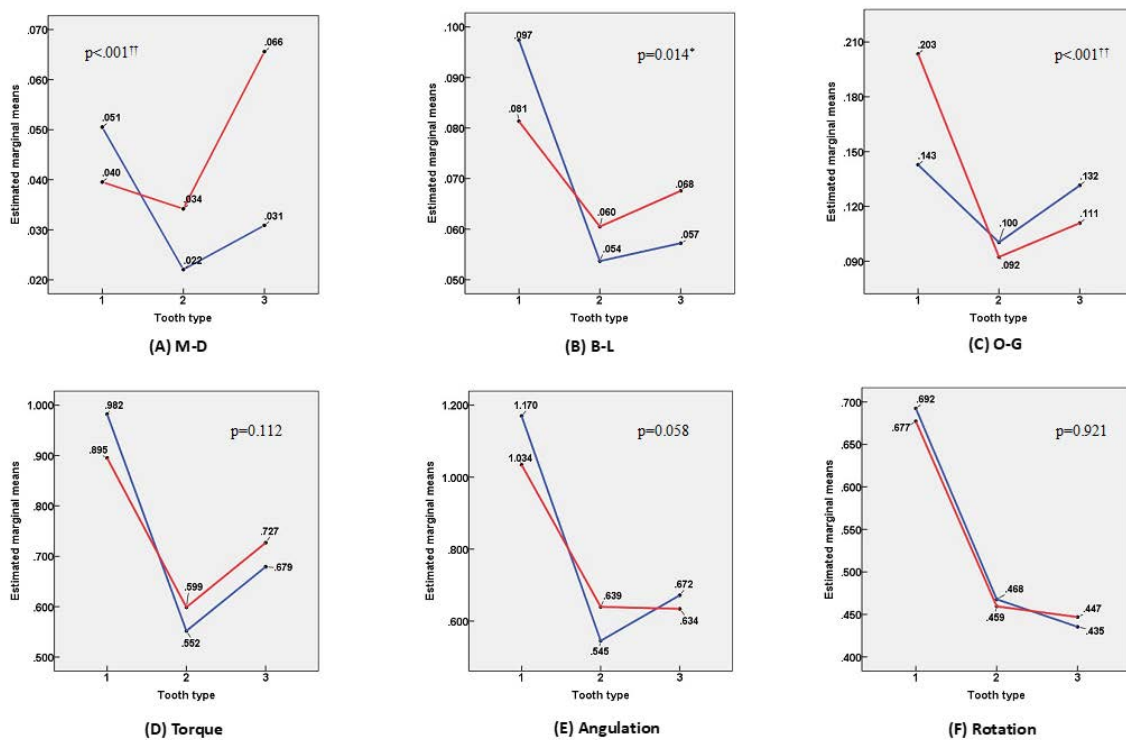 .070
.060
.050
.040
.030
.020
Estimated marginal means
p<.001††
.051
.040
.034
.022
.066
.031
1 2 3
Tooth type
(A) M-D
.100
.090
.080
.070
.060
.050
Estimated marginal means
p=0.014*
.097
.081
.060
.054
.068
.057
1 2 3
Tooth type
(B) B-L
.210
.180
.150
.120
.090
Estimated marginal means
p<.001††
.203
.143
.100
.092
.132
.111
1 2 3
Tooth type
(C) O-G
1.000
.900
.800
.700
.600
.500
Estimated marginal means
p=0.112
.982
.895
.599
.552
.727
.679
1 2 3
Tooth type
(D) Torque
1.200
1.000
.800
.600
Estimated marginal means
p=0.058
1.170
1.034
.639
.545
.672
.634
1 2 3
Tooth type
(E) Angulation
.700
.650
.600
.550
.500
.450
.400
Estimated marginal means
p=0.921
.692
.677
.468
.459
.447
.435
1 2 3
Tooth type
(F) Rotation